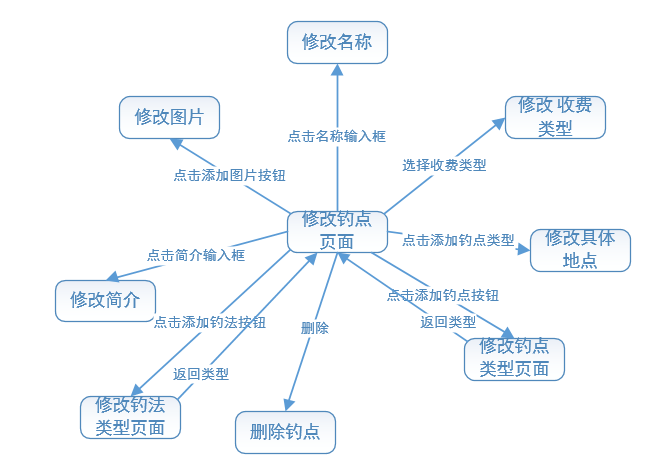 修改名称
修改图片
修改 收费
类型
点击名称输入框
选择收费类型
点击添加图片按钮
修改钓点
页面
点击添加钓点类型
修改具体
地点
点击简介输入框
修改简介
点击添加钓点按钮
点击添加钓法按钮
删除
返回类型
修改钓点
类型页面
返回类型
修改钓法
类型页面
删除钓点